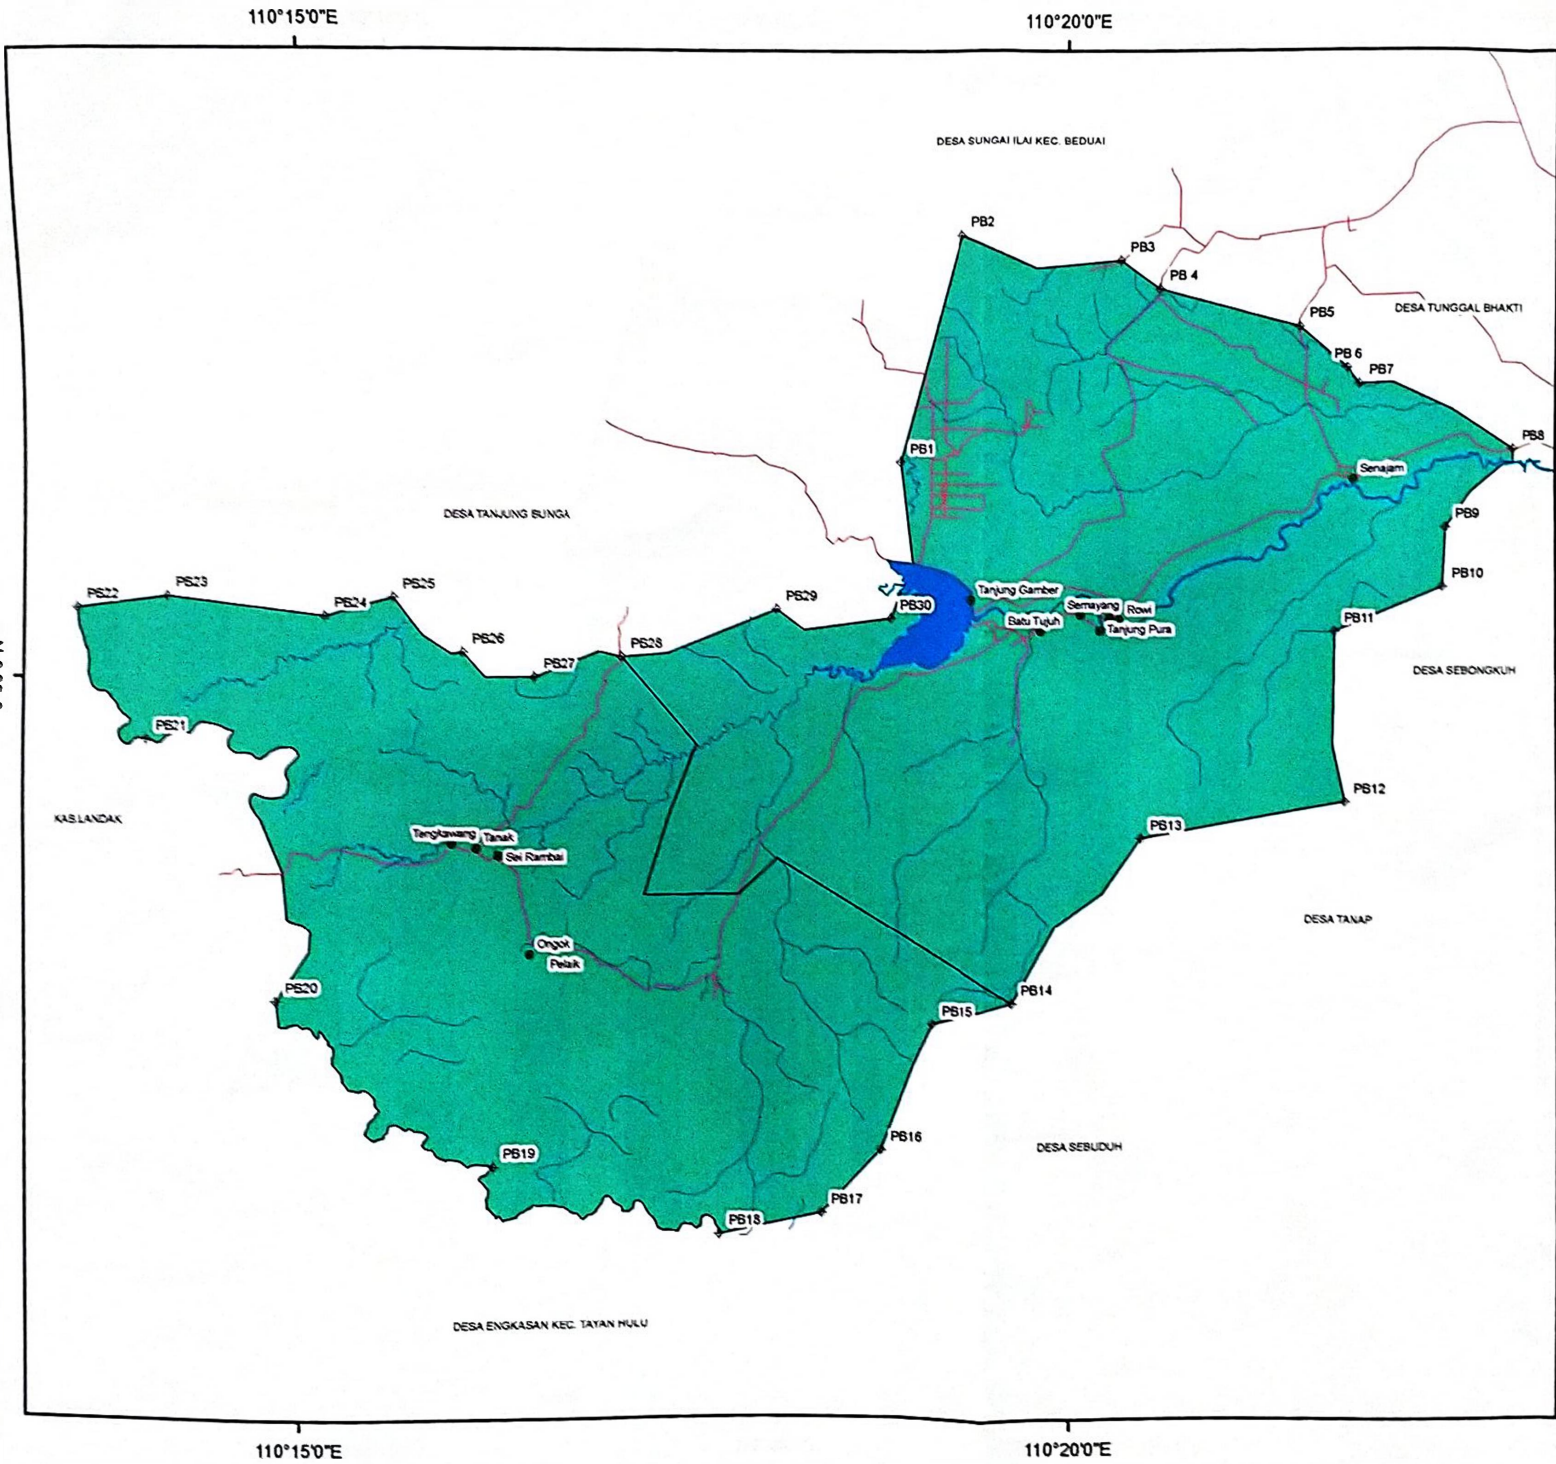 110°15'0"E
110°20'0"E
DESA SUNGAI ILAI KEC. BEDUAI
PB2
PB3
PB 4
PB5
DESA TUNGGAL BHAKTI
PB 6
PB7
PB8
PB1
Senajam
DESA TANJUNG BUNGA
PB9
PB10
PB22
PB23
PB24
PB25
PB29
PB30
Tanjung Gamber
Semayang
Rowi
Batu Tujuh
Tanjung Pura
PB11
PB26
PB27
PB28
DESA SEBONGKUH
PB21
PB12
KAB.LANDAK
PB13
Tengkawang
Tanak
Sei Rambai
DESA TANAP
Ongok
Pelaik
PB20
PB14
PB15
PB16
DESA SEBUDUH
PB19
PB17
PB18
DESA ENGKASAN KEC. TAYAN HULU
110°15'0"E
110°20'0"E